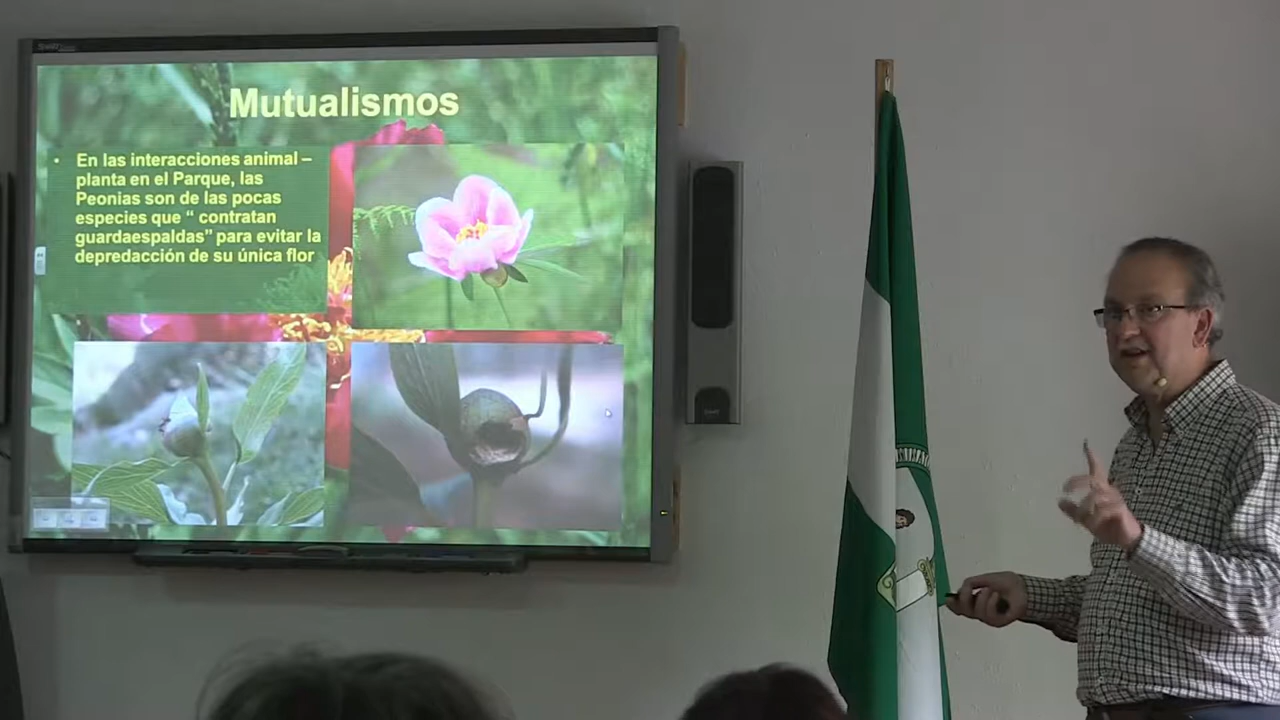 Mutualismos
• En las interacciones animal –
planta en el Parque, las
Peonias son de las pocas
especies que “ contratan
guardaespaldas” para evitar la
depredacción de su única flor